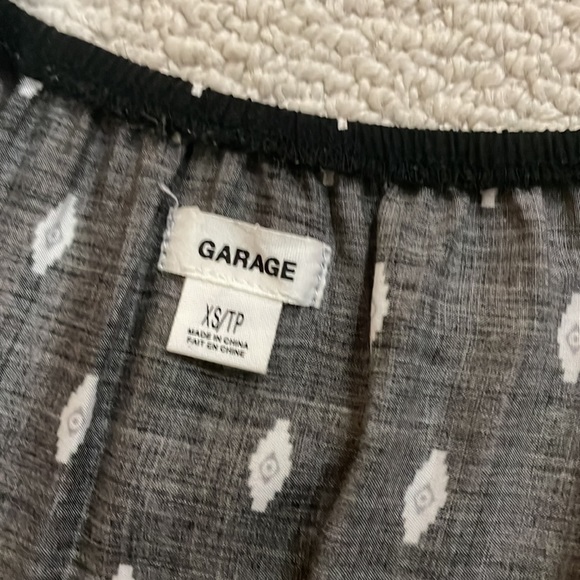 GARAGE
XS/TP
MADE IN CHINA
FAIT EN CHINE